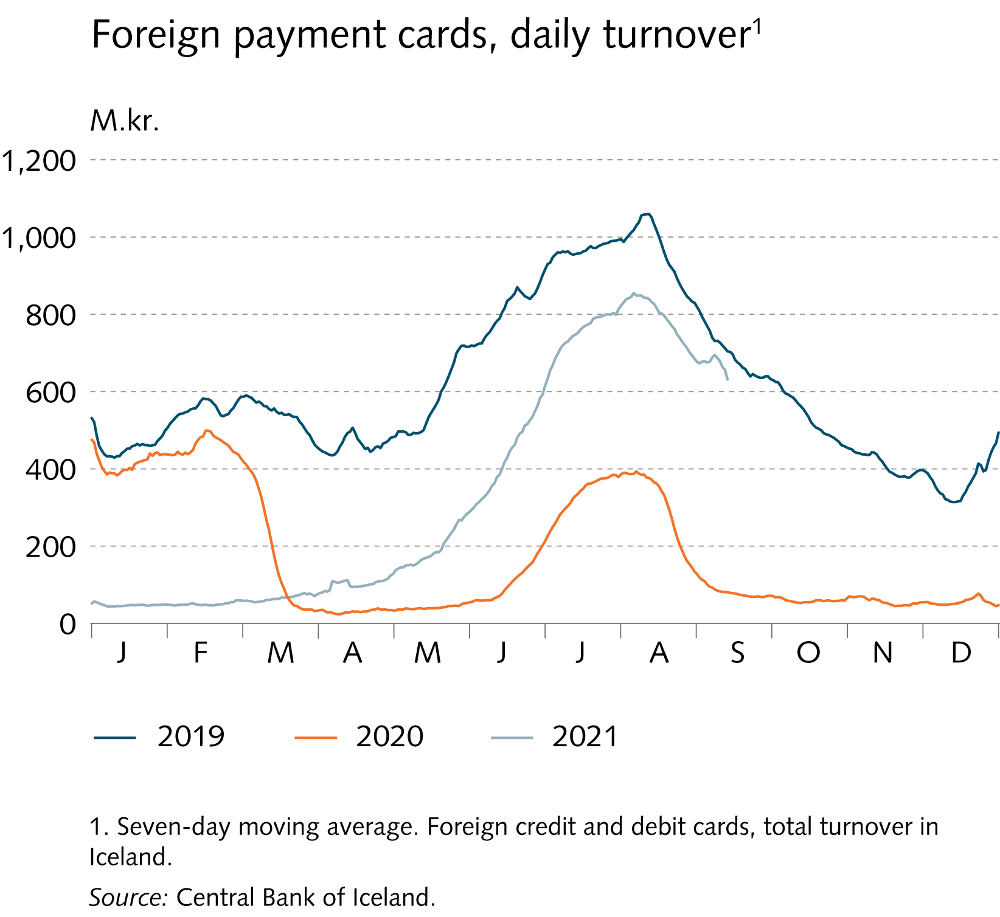 Foreign payment cards, daily turnover¹
M.kr.
1,200
1,000
800
600
400
200
0
J F M A M J J A S O N D
2019 2020 2021
1. Seven-day moving average. Foreign credit and debit cards, total turnover in
Iceland.
Source: Central Bank of Iceland.